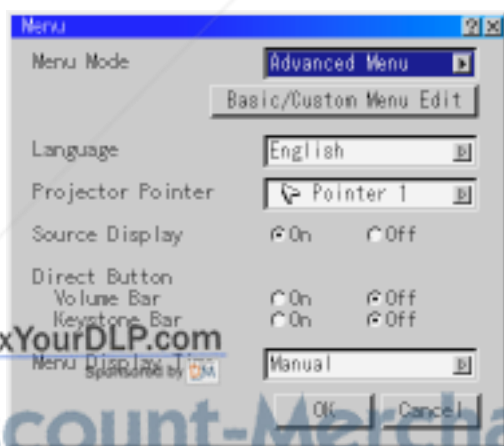 Menu
Menu Mode Advanced Menu
Basic/Custom Menu Edit
Language English
Projector Pointer Pointer 1
Source Display On Off
Direct Button
Volume Bar On Off
Keystone Bar On Off
xYourDLP.com
Menu Display Time Manual
Sponsored by
OK Cancel
count-Mercha